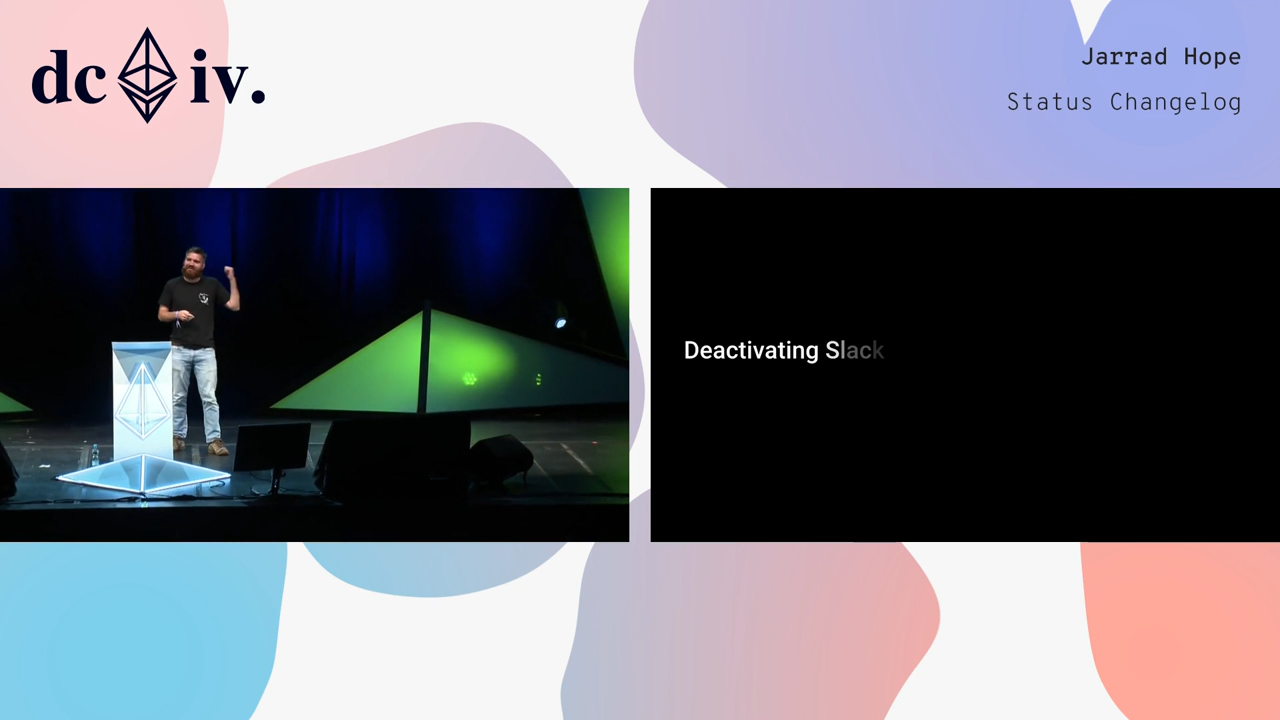 dc iv.
Jarrad Hope
Status Changelog
Deactivating Slack